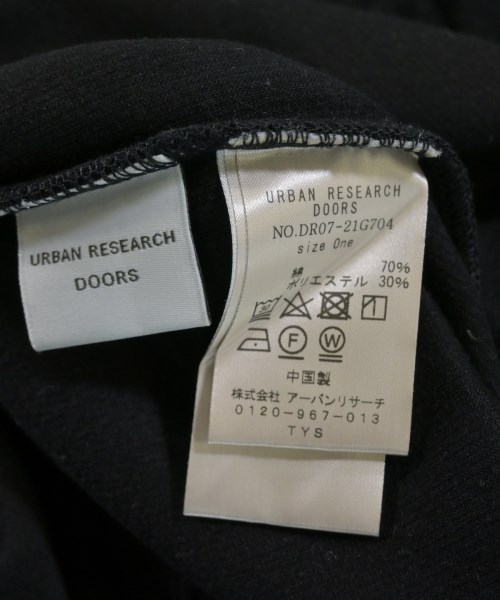 URBAN RESEARCH
DOORS
URBAN RESEARCH
DOORS
NO.DR07-21G704
size One
綿 70%
ポリエステル 30%
中国製
株式会社 アーバンリサーチ
0120-967-013
TYS